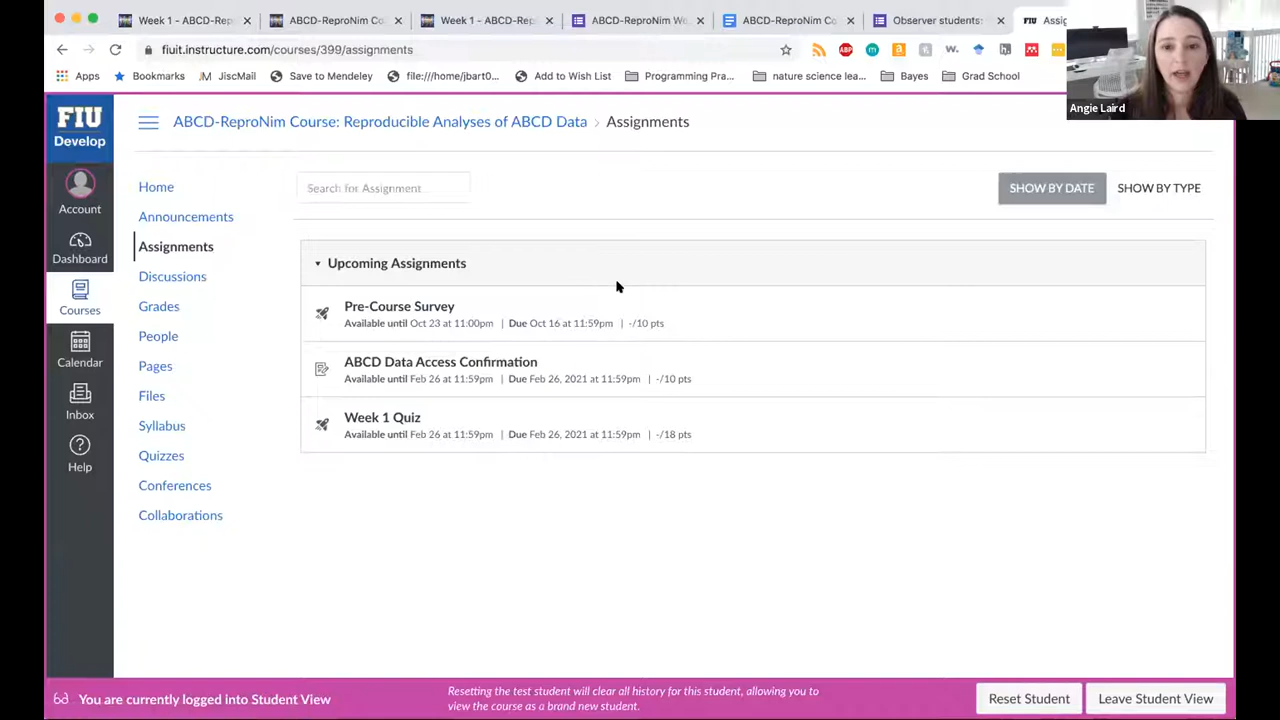 Week 1 - ABCD-Repro
ABCD-ReproNim Co
Week 1 - ABCD-Repro
ABCD-ReproNim We
ABCD-ReproNim Co
Observer students:
FIU
fiuit.instructure.com/courses/399/assignments
ABP
Apps
Bookmarks
JiscMail
Save to Mendeley
file:///home/jbart0...
Add to Wish List
Programming Pra...
nature science lea...
Bayes
Grad School
Angie Laird
FIU
Develop
ABCD-ReproNim Course: Reproducible Analyses of ABCD Data > Assignments
Account
Dashboard
Courses
Calendar
Inbox
Help
Home
Announcements
Assignments
Discussions
Grades
People
Pages
Files
Syllabus
Quizzes
Conferences
Collaborations
Search for Assignment
SHOW BY DATE
SHOW BY TYPE
Upcoming Assignments
Pre-Course Survey
Available until Oct 23 at 11:00pm | Due Oct 16 at 11:59pm | -/10 pts
ABCD Data Access Confirmation
Available until Feb 26 at 11:59pm | Due Feb 26, 2021 at 11:59pm | -/10 pts
Week 1 Quiz
Available until Feb 26 at 11:59pm | Due Feb 26, 2021 at 11:59pm | -/18 pts
You are currently logged into Student View
Resetting the test student will clear all history for this student, allowing you to
view the course as a brand new student.
Reset Student
Leave Student View